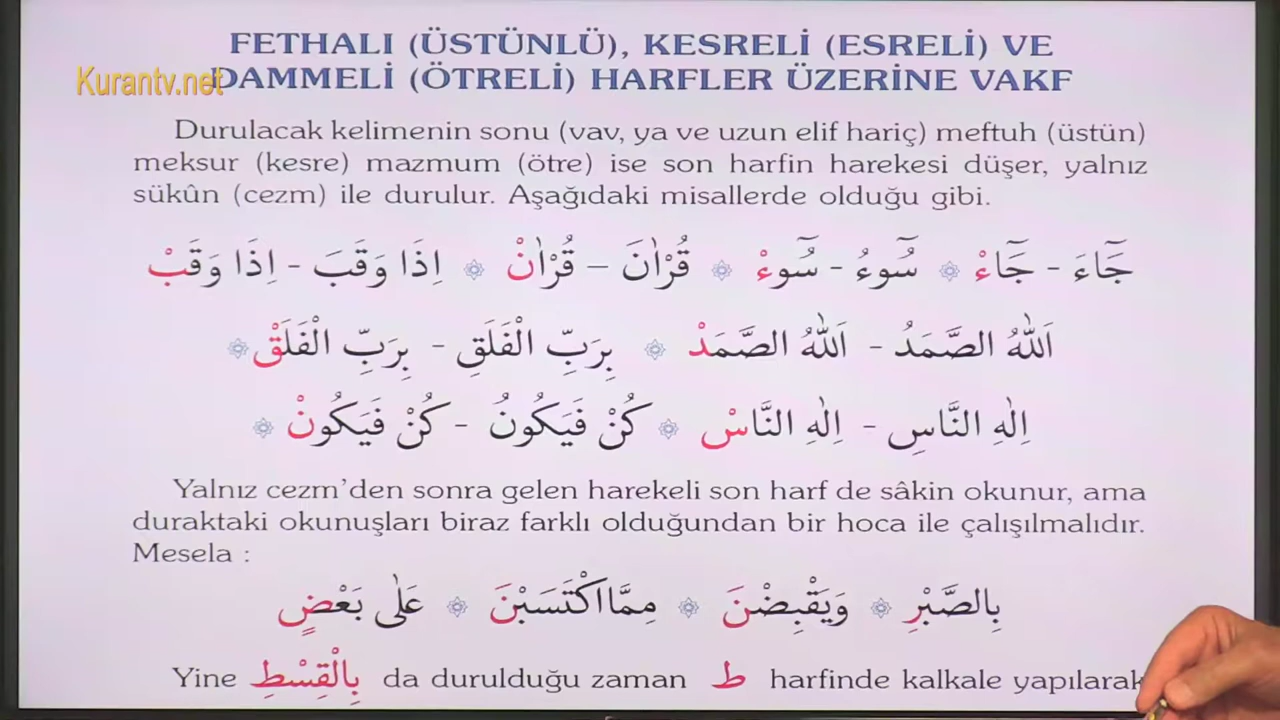 FETHALI (ÜSTÜNLÜ), KESRELİ (ESRELİ) VE
DAMMELİ (ÖTRELİ) HARFLER ÜZERİNE VAKF
Kurantv.net
Durulacak kelimenin sonu (vav, ya ve uzun elif hariç) meftuh (üstün)
meksur (kesre) mazmum (ötre) ise son harfin harekesi düşer, yalnız
sükûn (cezm) ile durulur. Aşağıdaki misallerde olduğu gibi.
جَٓاءَ - جَٓاءْ ۞ سُٓوءُ - سُٓوءْ ۞ قُرْاٰنَ – قُرْاٰنْ ۞ اِذَا وَقَبَ - اِذَا وَقَبْ
اَللّٰهُ الصَّمَدُ - اَللّٰهُ الصَّمَدْ ۞ بِرَبِّ الْفَلَقِ - بِرَبِّ الْفَلَقْ ۞
اِلٰهِ النَّاسِ - اِلٰهِ النَّاسْ ۞ كُنْ فَيَكُونُ - كُنْ فَيَكُونْ ۞
Yalnız cezm’den sonra gelen harekeli son harf de sâkin okunur, ama
duraktaki okunuşları biraz farklı olduğundan bir hoca ile çalışılmalıdır.
Mesela :
بِالصَّبْرِ ۞ وَيَقْبِضْنَ ۞ مِمَّااكْتَسَبْنَ ۞ عَلٰى بَعْضٍ
Yine بِالْقِسْطِ da durulduğu zaman ط harfinde kalkale yapılarak